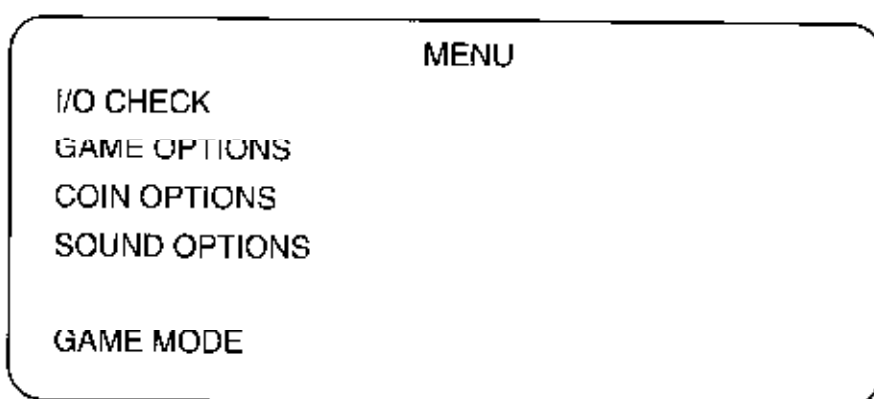 MENU
I/O CHECK
GAME OPTIONS
COIN OPTIONS
SOUND OPTIONS
GAME MODE